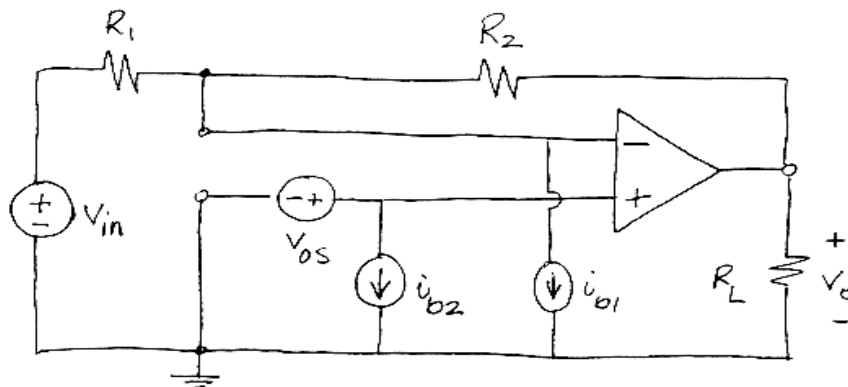 R1
R2
+
-
Vin
- +
Vos
ib2
ib1
-
+
RL
+
Vo
-